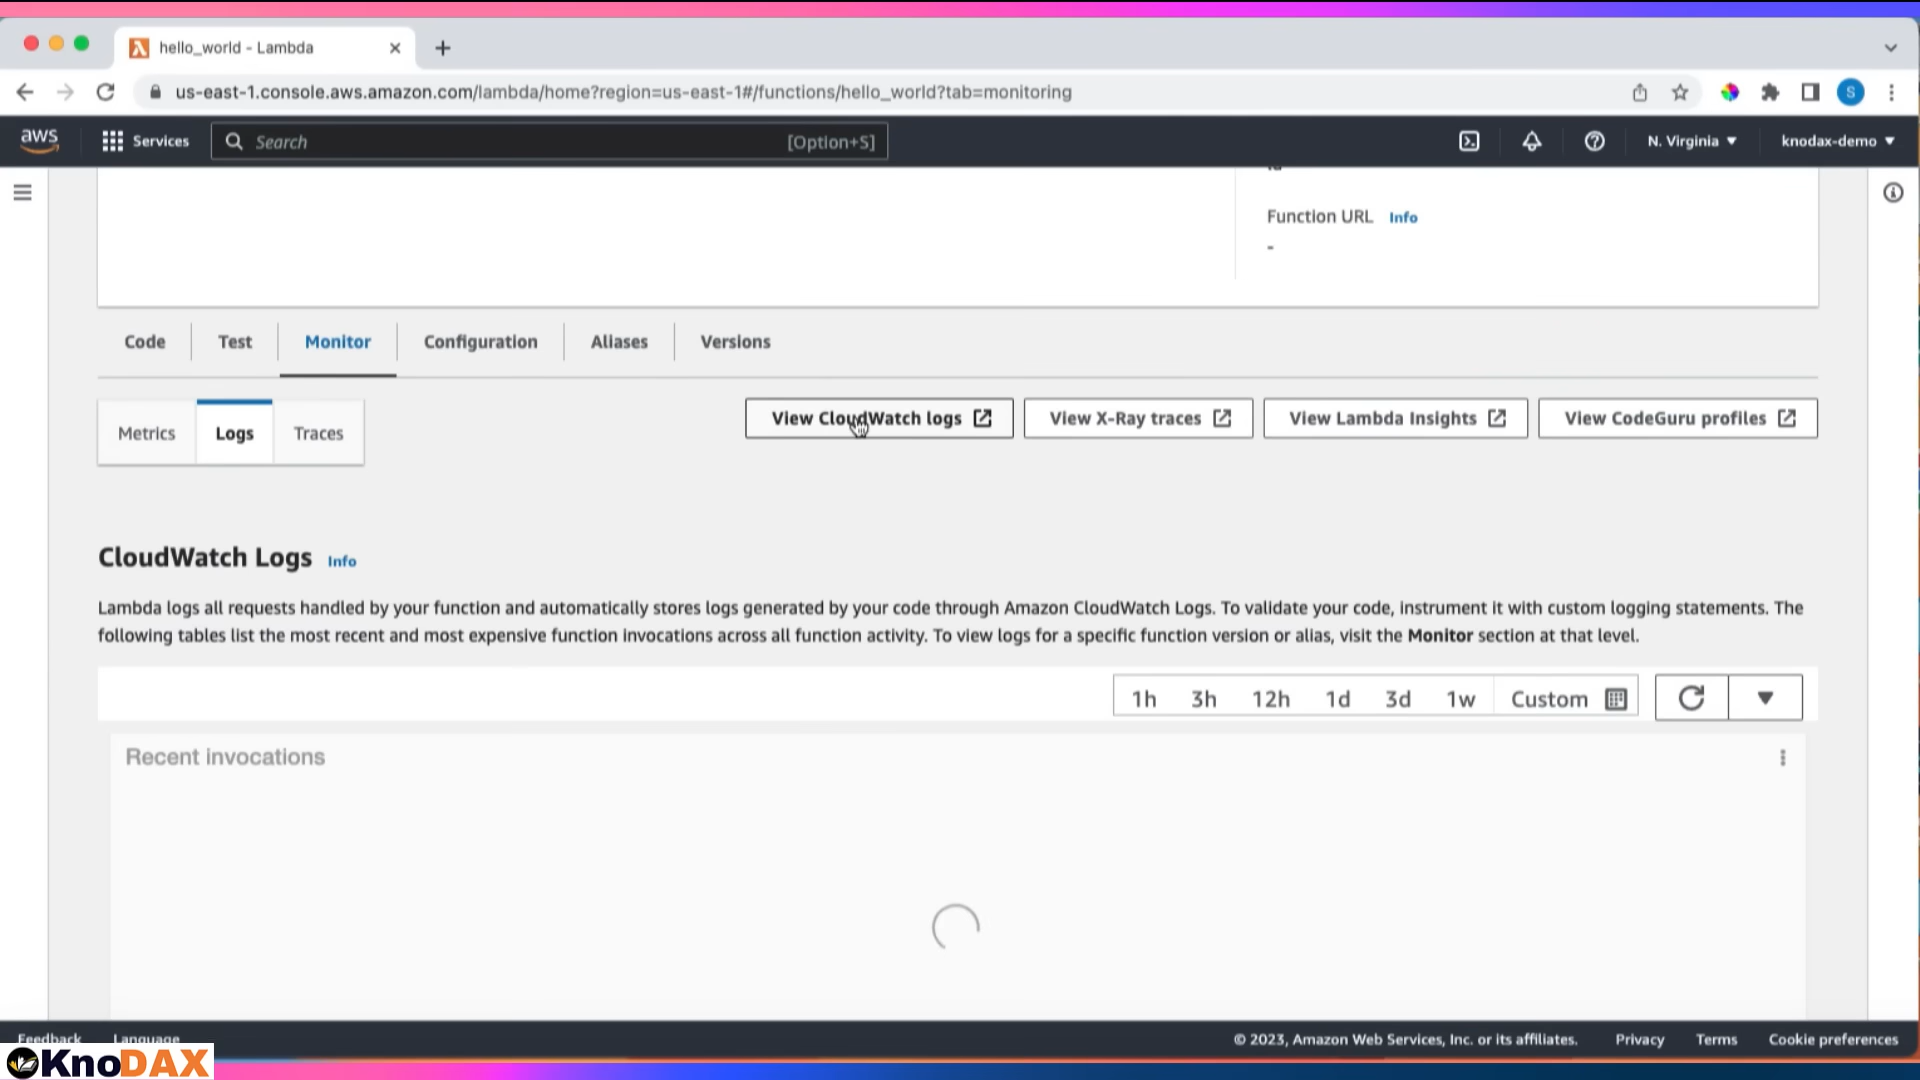 hello_world - Lambda
us-east-1.console.aws.amazon.com/lambda/home?region=us-east-1#/functions/hello_world?tab=monitoring
S
aws
Services
Search
[Option+S]
N. Virginia
knodax-demo
Function URL Info
-
Code
Test
Monitor
Configuration
Aliases
Versions
Metrics
Logs
Traces
View CloudWatch logs
View X-Ray traces
View Lambda Insights
View CodeGuru profiles
CloudWatch Logs Info
Lambda logs all requests handled by your function and automatically stores logs generated by your code through Amazon CloudWatch Logs. To validate your code, instrument it with custom logging statements. The
following tables list the most recent and most expensive function invocations across all function activity. To view logs for a specific function version or alias, visit the Monitor section at that level.
1h 3h 12h 1d 3d 1w Custom
Recent invocations
Feedback Language
© 2023, Amazon Web Services, Inc. or its affiliates. Privacy Terms Cookie preferences
KnoDAX